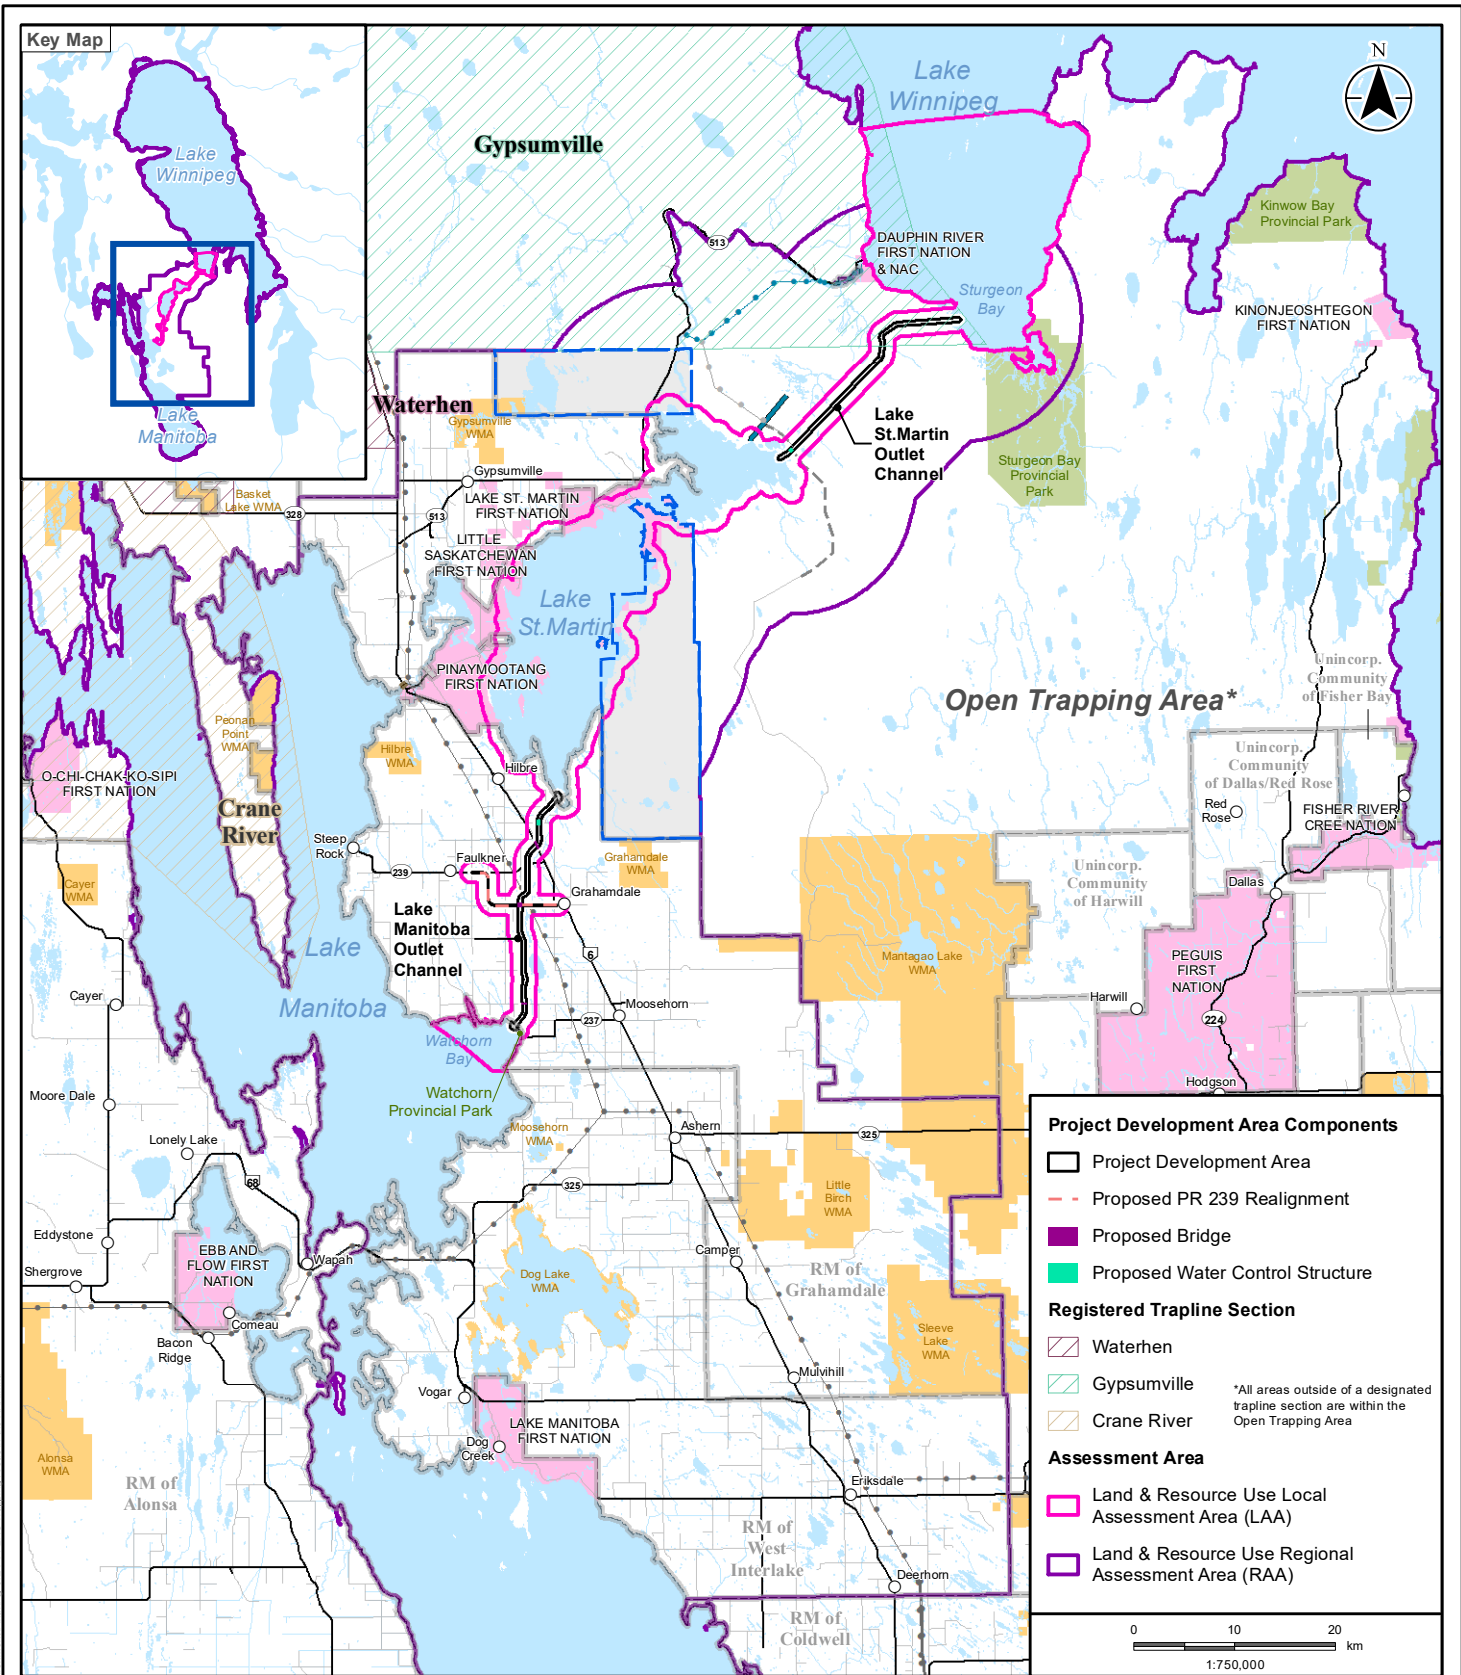 Key Map
Lake
Winnipeg
Lake
Manitoba
N
Lake
Winnipeg
Gypsumville
Kinwow Bay
Provincial Park
513
DAUPHIN RIVER
FIRST NATION
& NAC
Sturgeon
Bay
KINONJEOSHTEGON
FIRST NATION
Waterhen
Gypsumville
WMA
Lake
St.Martin
Outlet
Channel
Sturgeon Bay
Provincial
Park
Gypsumville
Basket
Lake WMA
328
513
LAKE ST. MARTIN
FIRST NATION
LITTLE
SASKATCHEWAN
FIRST NATION
Lake
St.Martin
PINAYMOOTANG
FIRST NATION
Unincorp.
Community
of Fisher Bay
Open Trapping Area*
Peonan
Point
WMA
Hilbre
WMA
Hilbre
O-CHI-CHAK-KO-SIPI
FIRST NATION
Crane
River
Unincorp.
Community
of Dallas/Red Rose
Red
Rose
FISHER RIVER
CREE NATION
Steep
Rock
239
Faulkner
Grahamdale
WMA
Grahamdale
Cayer
WMA
Unincorp.
Community
of Harwill
Dallas
Lake
Manitoba
Outlet
Channel
Lake
Manitoba
6
Mantagao Lake
WMA
PEGUIS
FIRST
NATION
Cayer
Harwill
224
Moosehorn
237
Watchorn
Bay
Watchorn
Provincial Park
Hodgson
Moore Dale
Lonely Lake
Moosehorn
WMA
Ashern
325
68
325
Little
Birch
WMA
Eddystone
EBB AND
FLOW FIRST
NATION
Wapah
Camper
Shergrove
Dog Lake
WMA
RM of
Grahamdale
Comeau
Bacon
Ridge
Sleeve
Lake
WMA
Mulvihill
Vogar
LAKE MANITOBA
FIRST NATION
Dog
Creek
Alonsa
WMA
RM of
Alonsa
Eriksdale
RM of
West
Interlake
Deerhorn
RM of
Coldwell
Project Development Area Components
Project Development Area
Proposed PR 239 Realignment
Proposed Bridge
Proposed Water Control Structure
Registered Trapline Section
Waterhen
Gypsumville
Crane River
*All areas outside of a designated
trapline section are within the
Open Trapping Area
Assessment Area
Land & Resource Use Local
Assessment Area (LAA)
Land & Resource Use Regional
Assessment Area (RAA)
0 10 20
km
1:750,000